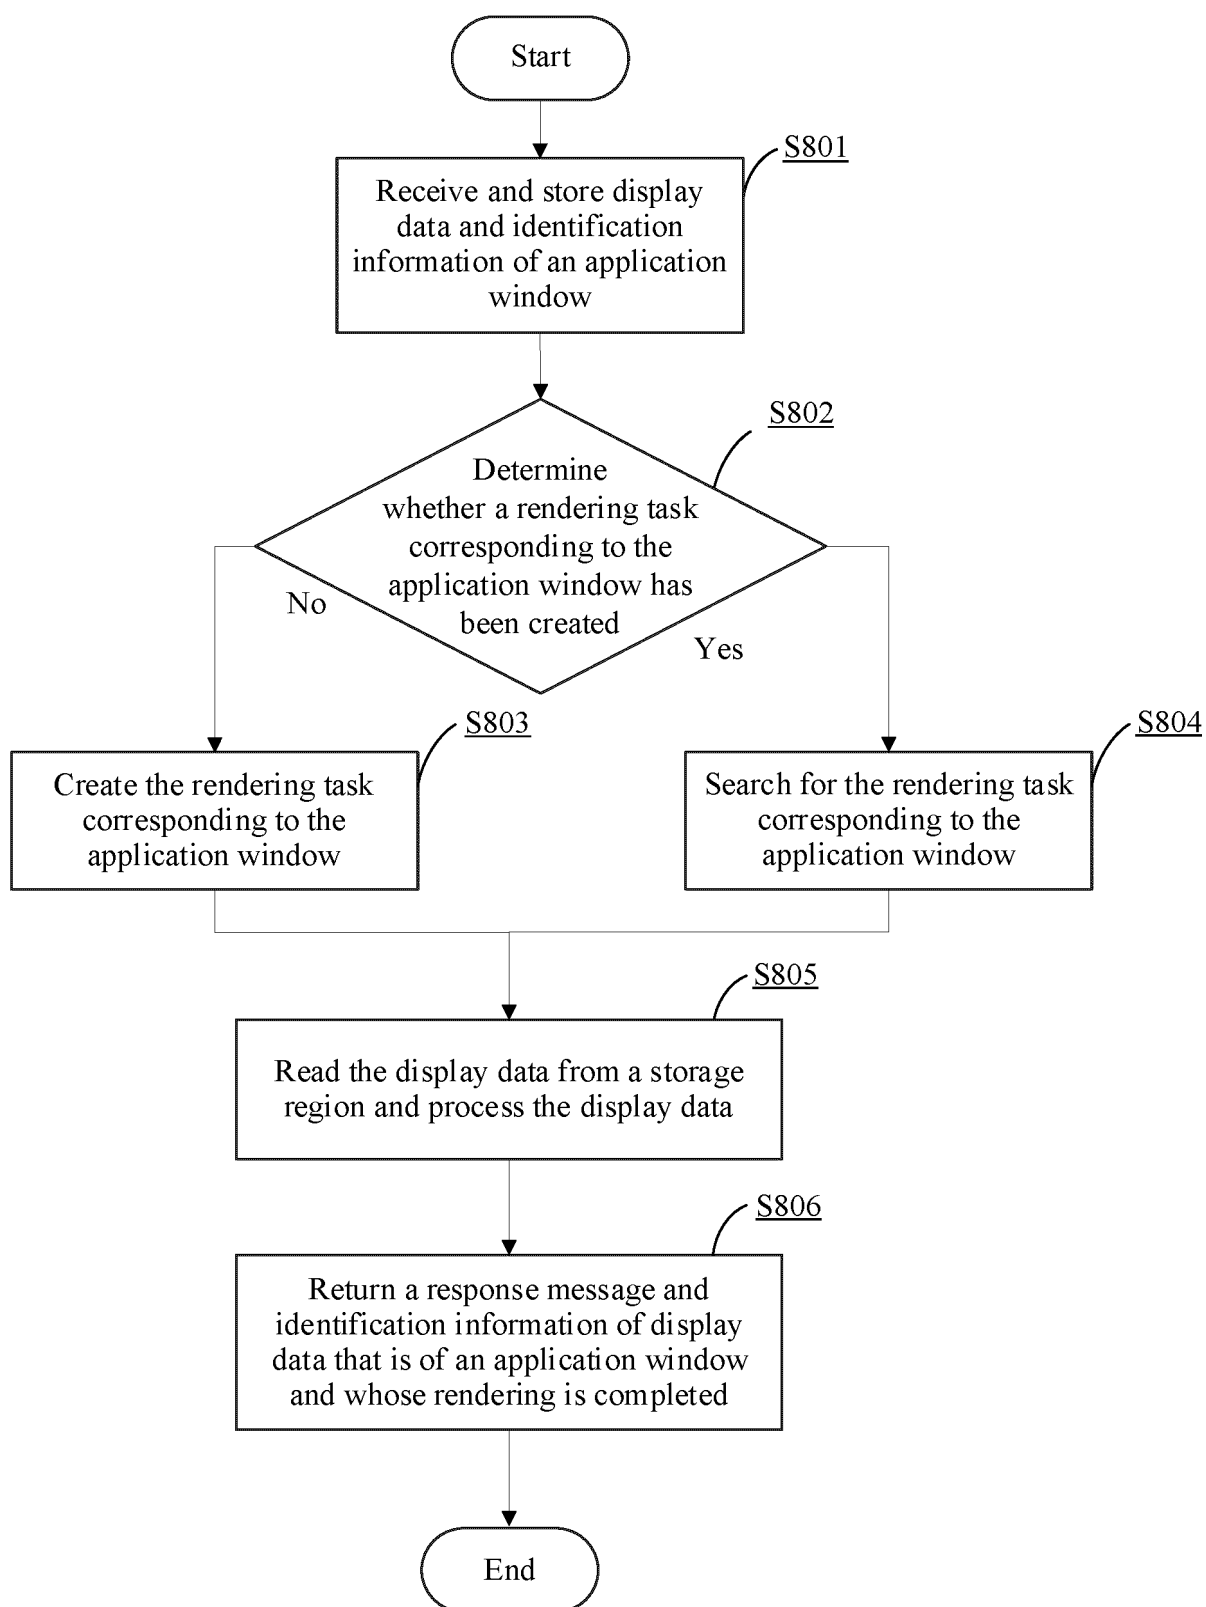 Start
S801
Receive and store display
data and identification
information of an application
window
S802
Determine
whether a rendering task
corresponding to the
application window has
been created
No
Yes
S803
Create the rendering task
corresponding to the
application window
S804
Search for the rendering task
corresponding to the
application window
S805
Read the display data from a storage
region and process the display data
S806
Return a response message and
identification information of display
data that is of an application window
and whose rendering is completed
End